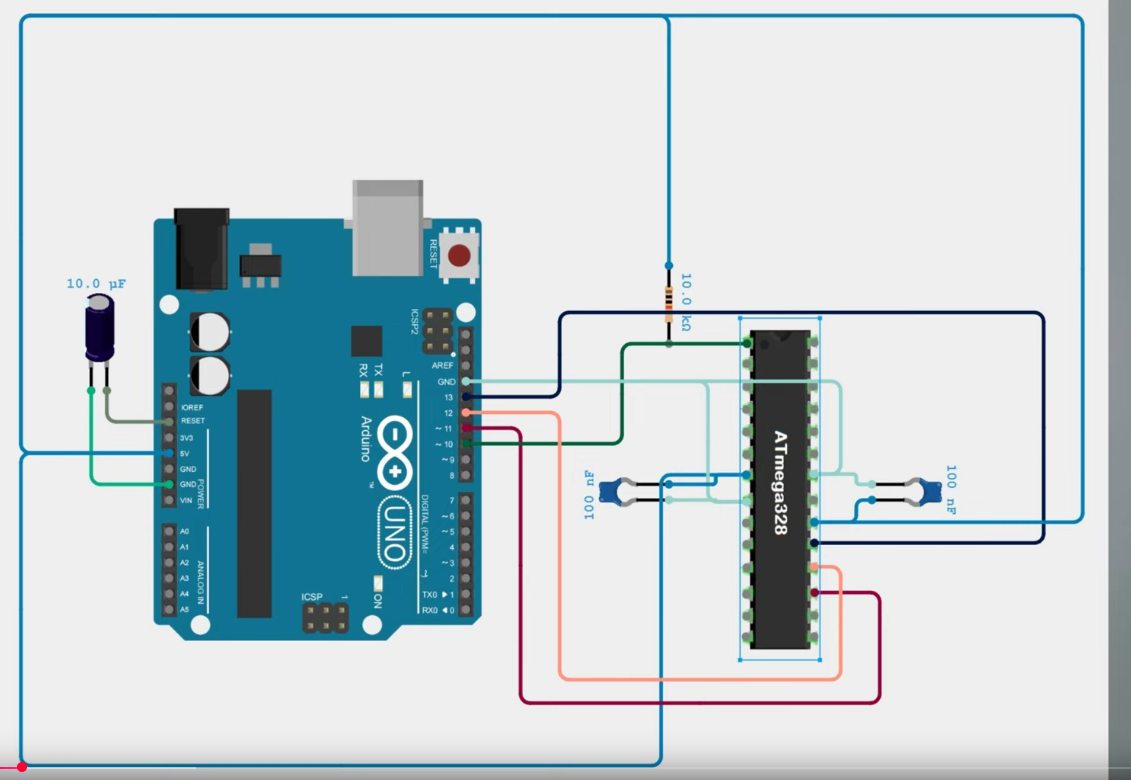 10.0 µF
RESET
ICSP2
10.0 kΩ
AREF
GND
13
12
~ 11
~ 10
~ 9
8
7
~ 6
~ 5
4
~ 3
2
TX0 ▶ 1
RX0 ◀ 0
DIGITAL (PWM=
RX
TX
L
Arduino
™
UNO
ON
IOREF
RESET
3V3
5V
GND
GND
VIN
POWER
A0
A1
A2
A3
A4
A5
ANALOG IN
ICSP
1
ATmega328
100 nF
100 nF